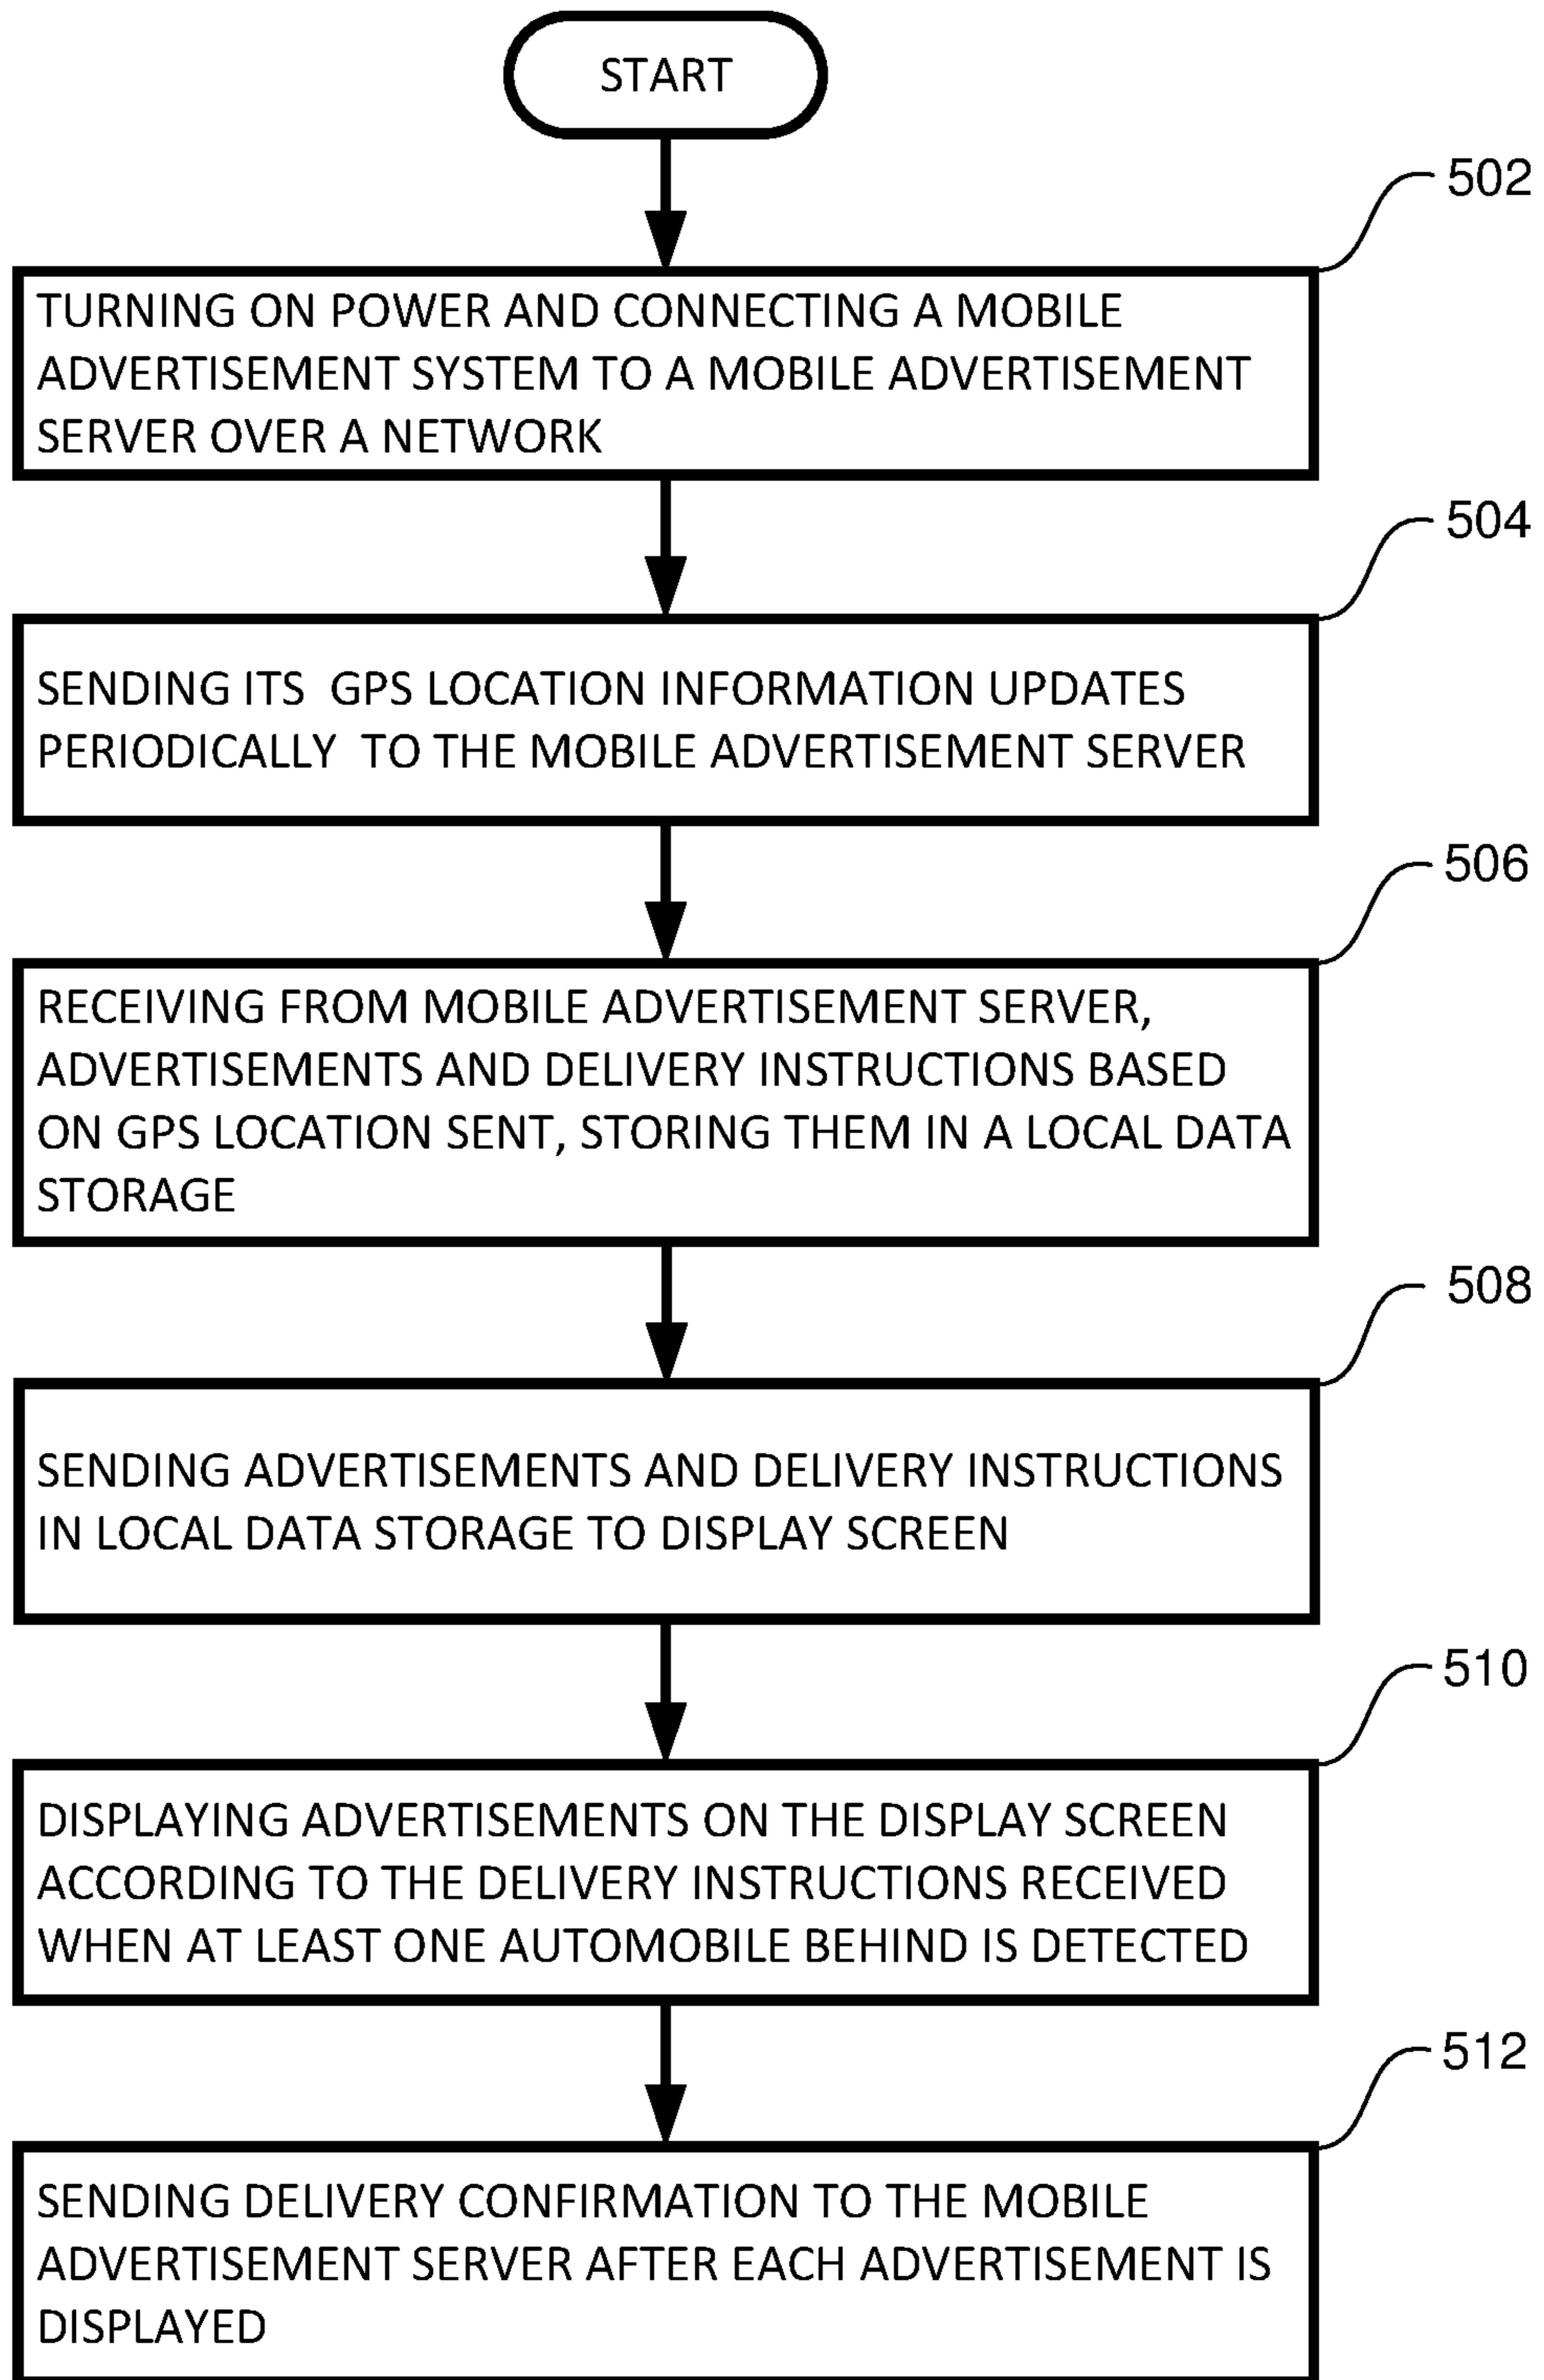 START
502
TURNING ON POWER AND CONNECTING A MOBILE
ADVERTISEMENT SYSTEM TO A MOBILE ADVERTISEMENT
SERVER OVER A NETWORK
504
SENDING ITS GPS LOCATION INFORMATION UPDATES
PERIODICALLY TO THE MOBILE ADVERTISEMENT SERVER
506
RECEIVING FROM MOBILE ADVERTISEMENT SERVER,
ADVERTISEMENTS AND DELIVERY INSTRUCTIONS BASED
ON GPS LOCATION SENT, STORING THEM IN A LOCAL DATA
STORAGE
508
SENDING ADVERTISEMENTS AND DELIVERY INSTRUCTIONS
IN LOCAL DATA STORAGE TO DISPLAY SCREEN
510
DISPLAYING ADVERTISEMENTS ON THE DISPLAY SCREEN
ACCORDING TO THE DELIVERY INSTRUCTIONS RECEIVED
WHEN AT LEAST ONE AUTOMOBILE BEHIND IS DETECTED
512
SENDING DELIVERY CONFIRMATION TO THE MOBILE
ADVERTISEMENT SERVER AFTER EACH ADVERTISEMENT IS
DISPLAYED